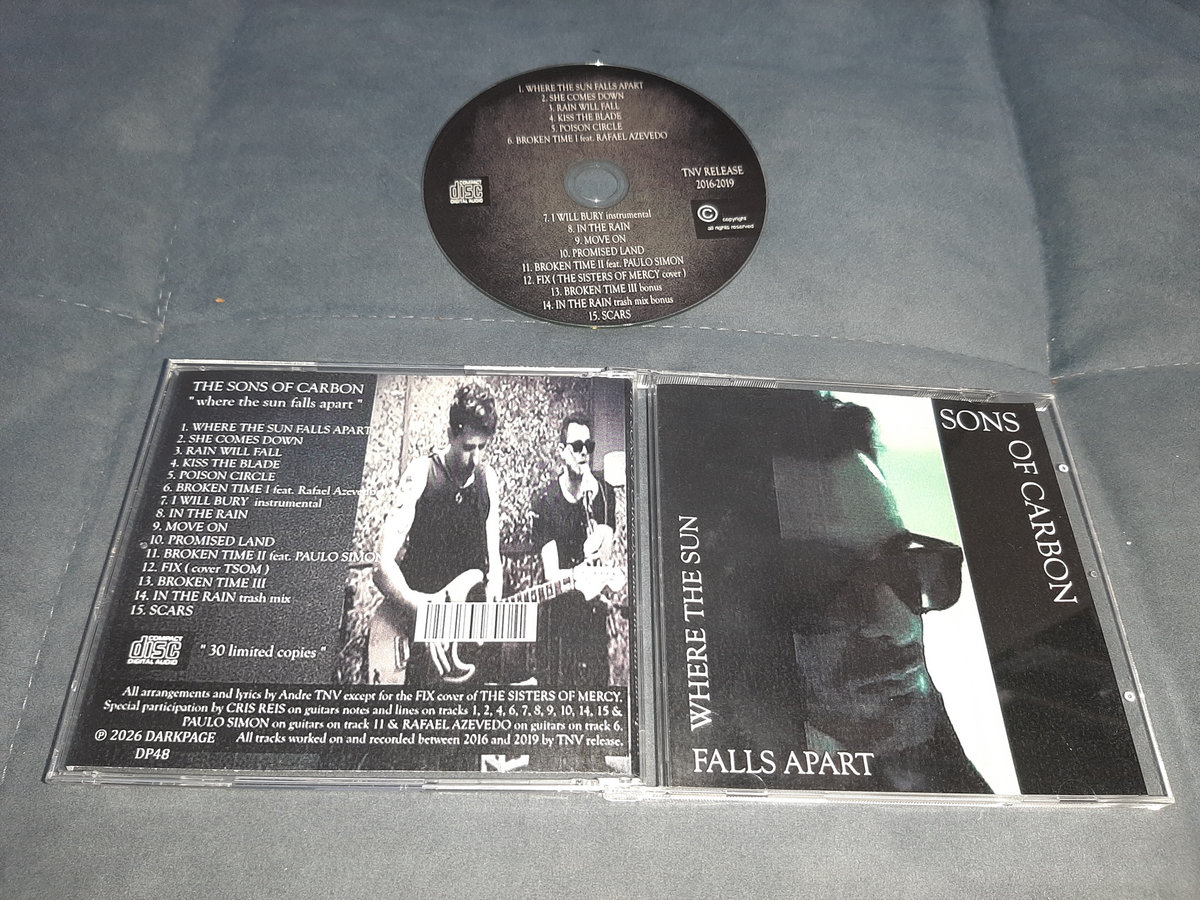 1. WHERE THE SUN FALLS APART
2. SHE COMES DOWN
3. RAIN WILL FALL
4. KISS THE BLADE
5. POISON CIRCLE
6. BROKEN TIME I feat. RAFAEL AZEVEDO
COMPACT
disc
DIGITAL AUDIO
TNV RELEASE
2016-2019
© copyright
all rights reserved
7. I WILL BURY instrumental
8. IN THE RAIN
9. MOVE ON
10. PROMISED LAND
11. BROKEN TIME II feat. PAULO SIMON
12. FIX ( THE SISTERS OF MERCY cover )
13. BROKEN TIME III bonus
14. IN THE RAIN trash mix bonus
15. SCARS
THE SONS OF CARBON
" where the sun falls apart "
1. WHERE THE SUN FALLS APART
2. SHE COMES DOWN
3. RAIN WILL FALL
4. KISS THE BLADE
5. POISON CIRCLE
6. BROKEN TIME I feat. Rafael Azevedo
7. I WILL BURY instrumental
8. IN THE RAIN
9. MOVE ON
10. PROMISED LAND
11. BROKEN TIME II feat. PAULO SIMON
12. FIX ( cover TSOM )
13. BROKEN TIME III
14. IN THE RAIN trash mix
15. SCARS
COMPACT
disc
DIGITAL AUDIO
" 30 limited copies "
All arrangements and lyrics by Andre TNV except for the FIX cover of THE SISTERS OF MERCY.
Special participation by CRIS REIS on guitars notes and lines on tracks 1, 2, 4, 6, 7, 8, 9, 10, 14, 15 &
PAULO SIMON on guitars on track 11 & RAFAEL AZEVEDO on guitars on track 6.
℗ 2026 DARKPAGE All tracks worked on and recorded between 2016 and 2019 by TNV release.
DP48
SONS
OF CARBON
WHERE THE SUN
FALLS APART